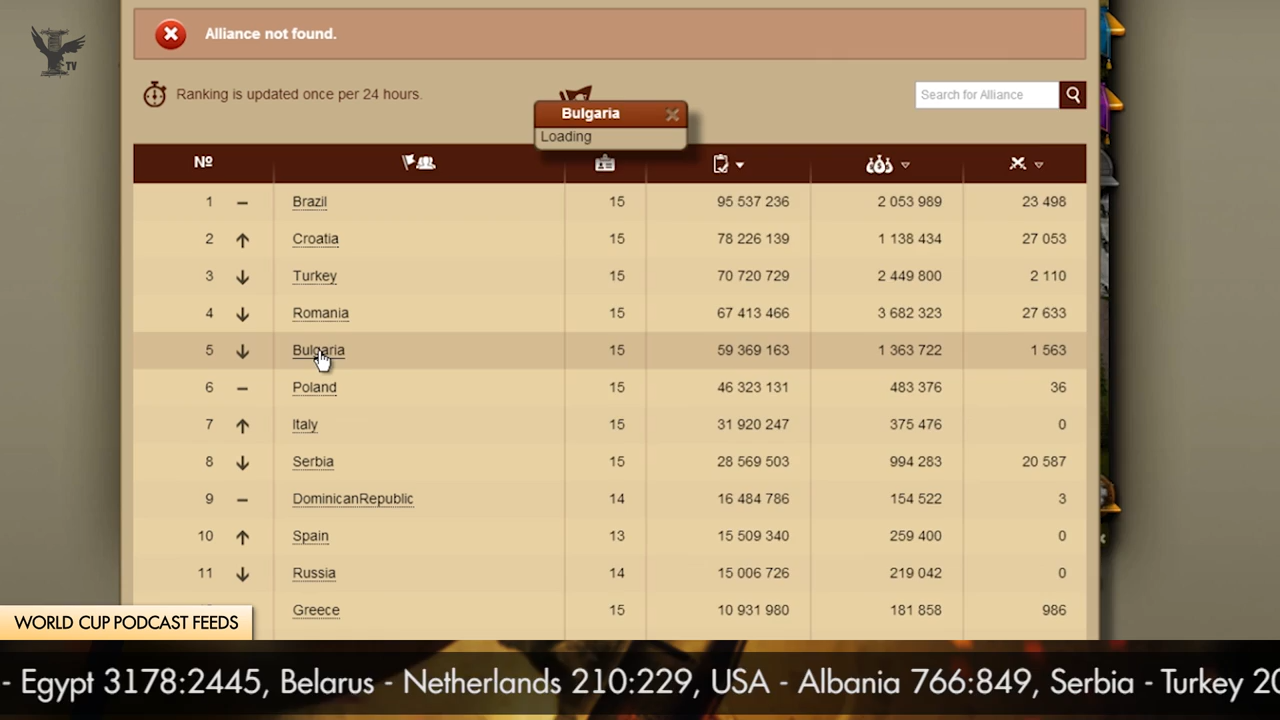 TV
Alliance not found.
Ranking is updated once per 24 hours.
Search for Alliance
Bulgaria
Loading
Nº
1 – Brazil 15 95 537 236 2 053 989 23 498
2 ↑ Croatia 15 78 226 139 1 138 434 27 053
3 ↓ Turkey 15 70 720 729 2 449 800 2 110
4 ↓ Romania 15 67 413 466 3 682 323 27 633
5 ↓ Bulgaria 15 59 369 163 1 363 722 1 563
6 – Poland 15 46 323 131 483 376 36
7 ↑ Italy 15 31 920 247 375 476 0
8 ↓ Serbia 15 28 569 503 994 283 20 587
9 – DominicanRepublic 14 16 484 786 154 522 3
10 ↑ Spain 13 15 509 340 259 400 0
11 ↓ Russia 14 15 006 726 219 042 0
Greece 15 10 931 980 181 858 986
WORLD CUP PODCAST FEEDS
- Egypt 3178:2445, Belarus - Netherlands 210:229, USA - Albania 766:849, Serbia - Turkey 20